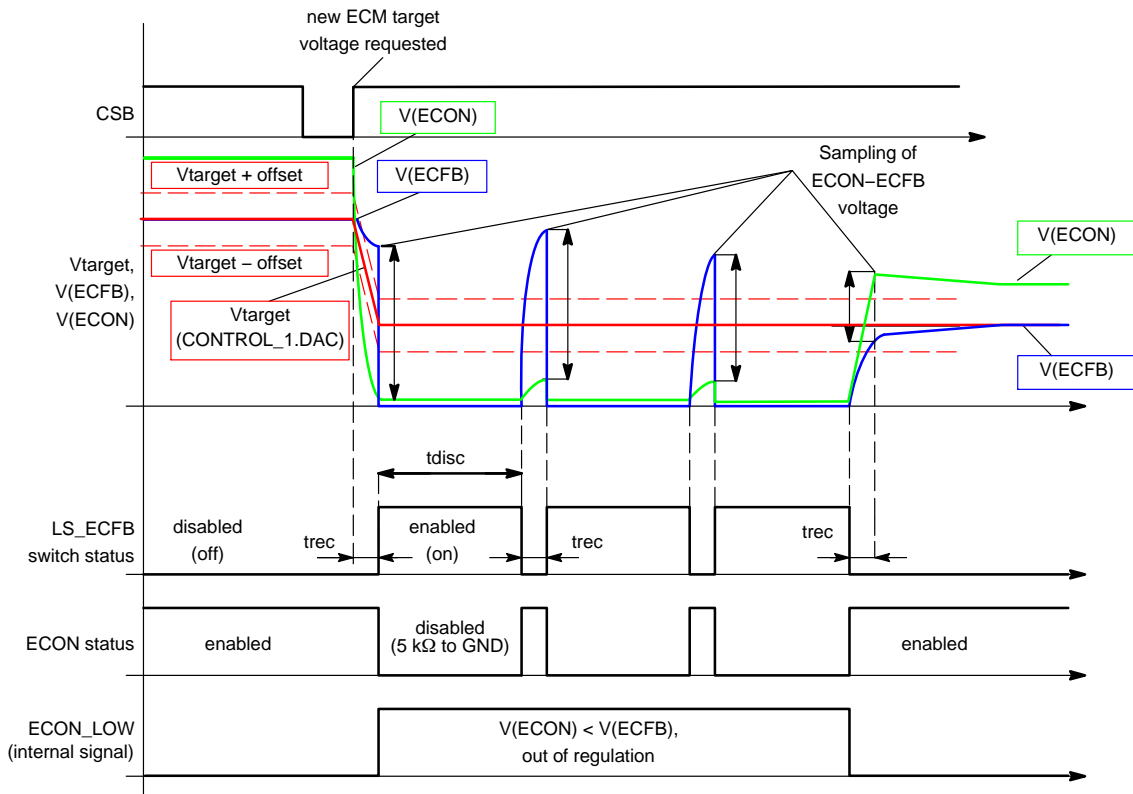 new ECM target
voltage requested
CSB
V(ECON)
Vtarget + offset
V(ECFB)
Sampling of
ECON–ECFB
voltage
V(ECON)
Vtarget – offset
Vtarget,
V(ECFB),
V(ECON)
Vtarget
(CONTROL_1.DAC)
V(ECFB)
tdisc
LS_ECFB
switch status
disabled
(off)
trec
enabled
(on)
trec
trec
ECON status
enabled
disabled
(5 kΩ to GND)
enabled
ECON_LOW
(internal signal)
V(ECON) < V(ECFB),
out of regulation